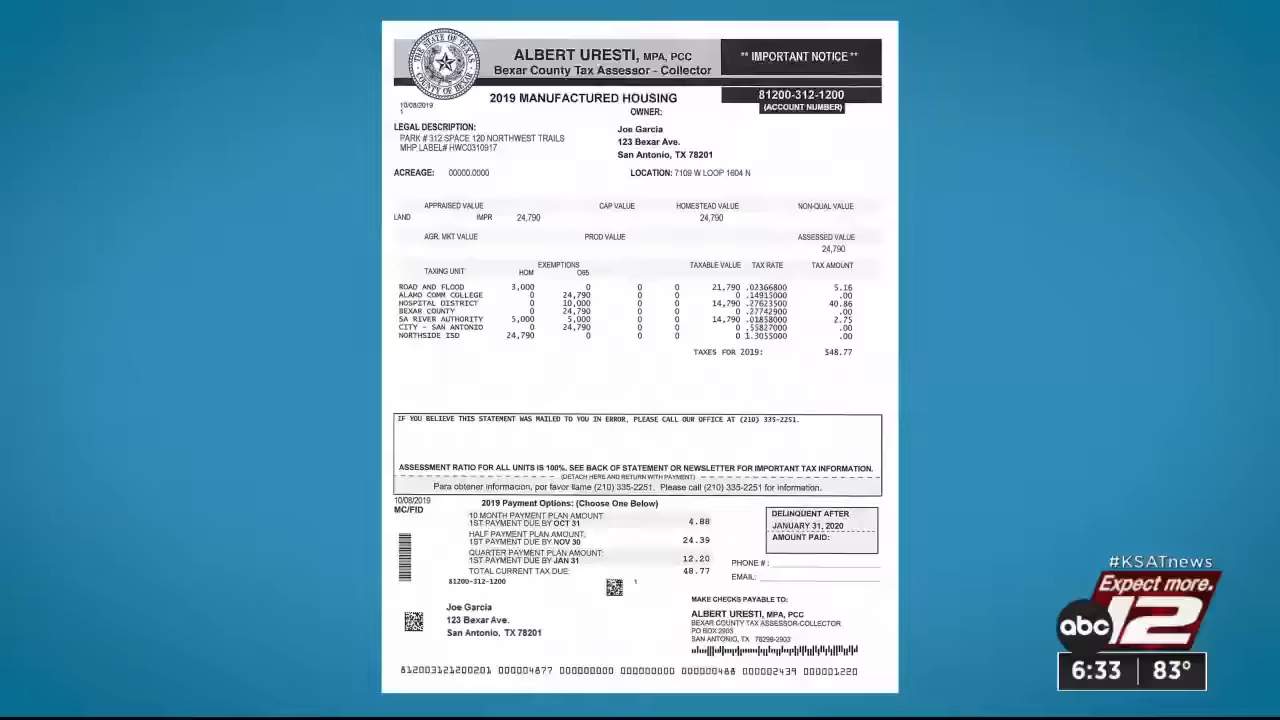 THE STATE OF TEXAS
COUNTY OF BEXAR
ALBERT URESTI, MPA, PCC
Bexar County Tax Assessor - Collector
** IMPORTANT NOTICE **
10/08/2019
1
2019 MANUFACTURED HOUSING
81200-312-1200
(ACCOUNT NUMBER)
OWNER:
LEGAL DESCRIPTION:
PARK # 312 SPACE 120 NORTHWEST TRAILS
MHP LABEL# HWC0310917
Joe Garcia
123 Bexar Ave.
San Antonio, TX 78201
ACREAGE: 00000.0000
LOCATION: 7109 W LOOP 1604 N
APPRAISED VALUE CAP VALUE HOMESTEAD VALUE NON-QUAL VALUE
LAND IMPR 24,790 24,790
AGR. MKT VALUE PROD VALUE ASSESSED VALUE
24,790
TAXING UNIT EXEMPTIONS TAXABLE VALUE TAX RATE TAX AMOUNT
HOM O65
ROAD AND FLOOD 3,000 0 0 0 21,790 .02366800 5.16
ALAMO COMM COLLEGE 0 24,790 0 0 0 .14915000 .00
HOSPITAL DISTRICT 0 10,000 0 0 14,790 .27623500 40.86
BEXAR COUNTY 0 24,790 0 0 0 .27742900 .00
SA RIVER AUTHORITY 5,000 5,000 0 0 14,790 .01858000 2.75
CITY - SAN ANTONIO 0 24,790 0 0 0 .55827000 .00
NORTHSIDE ISD 24,790 0 0 0 0 1.3055000 .00
TAXES FOR 2019: $48.77
IF YOU BELIEVE THIS STATEMENT WAS MAILED TO YOU IN ERROR, PLEASE CALL OUR OFFICE AT (210) 335-2251.
ASSESSMENT RATIO FOR ALL UNITS IS 100%. SEE BACK OF STATEMENT OR NEWSLETTER FOR IMPORTANT TAX INFORMATION.
(DETACH HERE AND RETURN WITH PAYMENT)
Para obtener informacion, por favor llame (210) 335-2251. Please call (210) 335-2251 for information.
10/08/2019
MC/FID
2019 Payment Options: (Choose One Below)
10 MONTH PAYMENT PLAN AMOUNT
1ST PAYMENT DUE BY OCT 31 4.88
HALF PAYMENT PLAN AMOUNT:
1ST PAYMENT DUE BY NOV 30 24.39
QUARTER PAYMENT PLAN AMOUNT:
1ST PAYMENT DUE BY JAN 31 12.20
TOTAL CURRENT TAX DUE: 48.77
81200-312-1200 1
DELINQUENT AFTER
JANUARY 31, 2020
AMOUNT PAID:
PHONE # :
EMAIL:
Joe Garcia
123 Bexar Ave.
San Antonio, TX 78201
MAKE CHECKS PAYABLE TO:
ALBERT URESTI, MPA, PCC
BEXAR COUNTY TAX ASSESSOR-COLLECTOR
PO BOX 2903
SAN ANTONIO, TX 78299-2903
812003121200201 000004877 000000000 000000000 000000488 000002439 000001220
#KSATnews
Expect more.
abc 12
6:33 83°